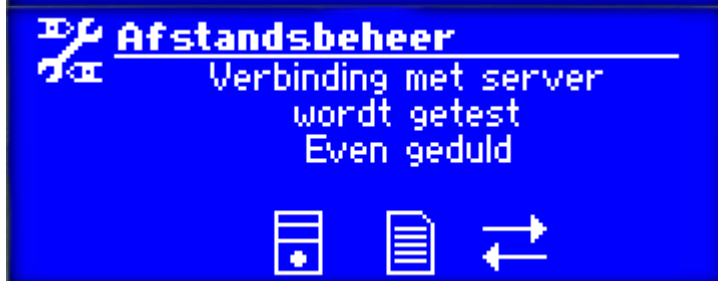 Afstandsbeheer
Verbinding met server
wordt getest
Even geduld